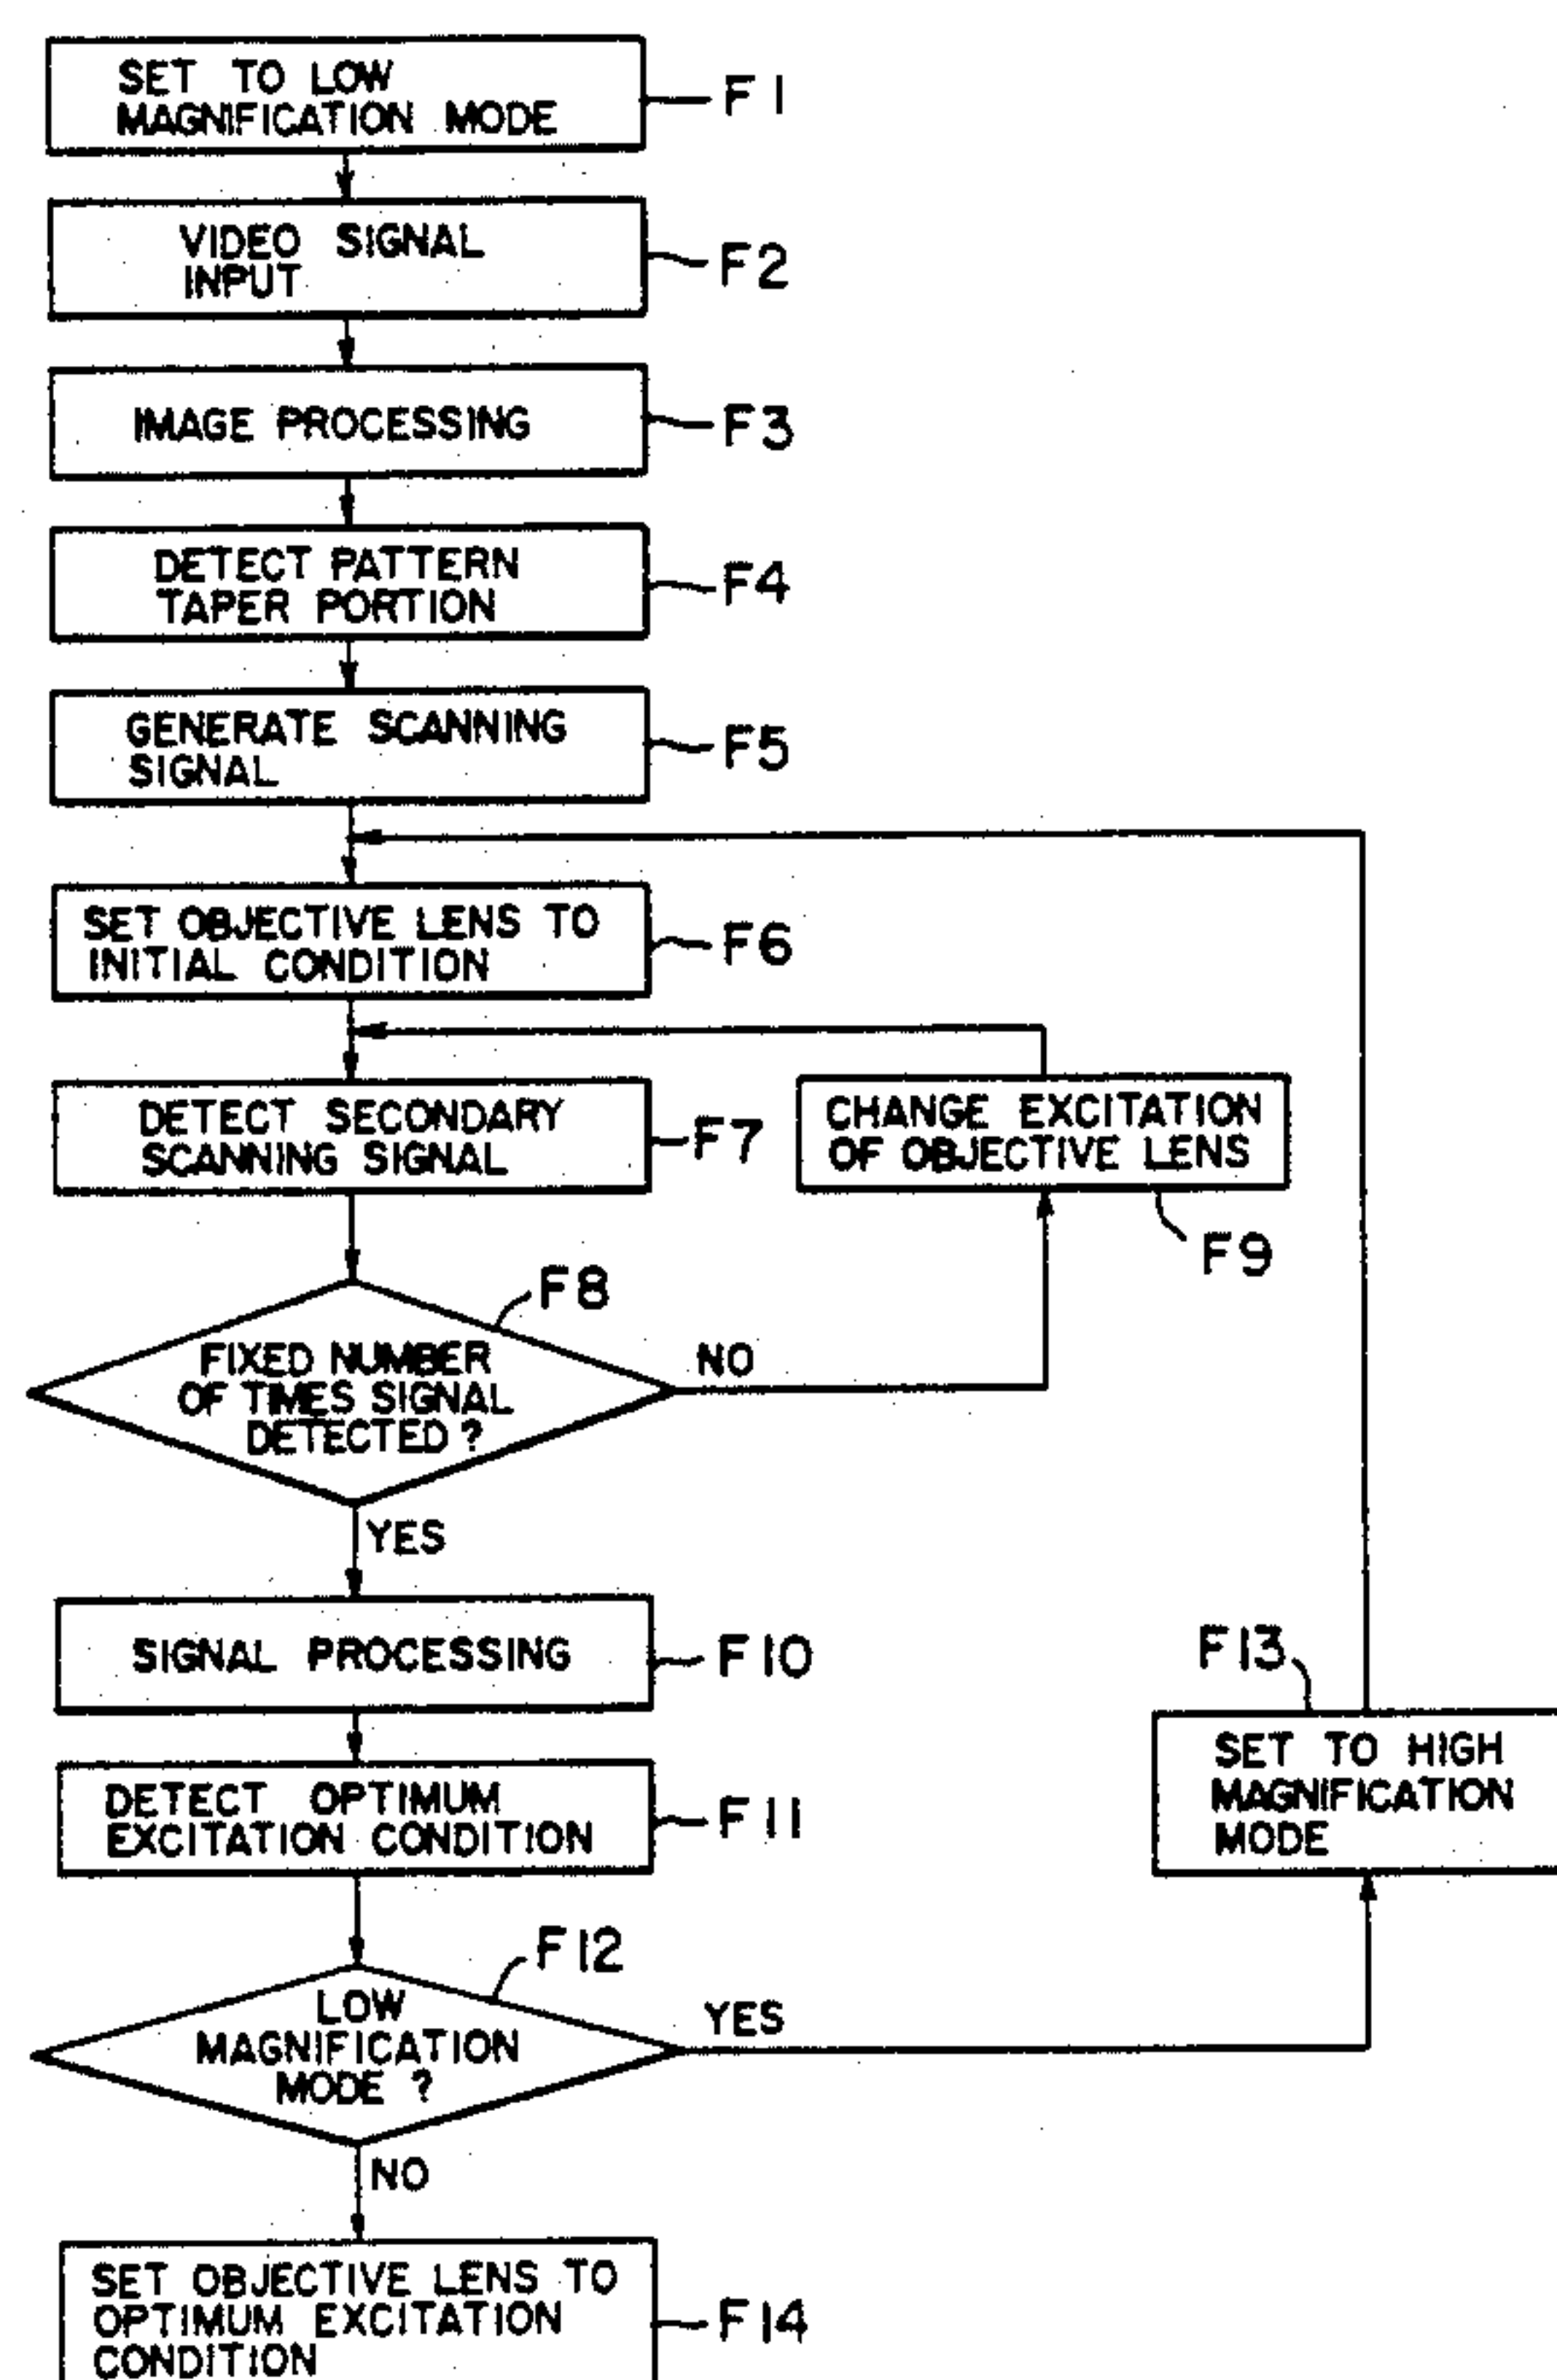 SET TO LOW
MAGNIFICATION MODE
F1
VIDEO SIGNAL
INPUT
F2
IMAGE PROCESSING
F3
DETECT PATTERN
TAPER PORTION
F4
GENERATE SCANNING
SIGNAL
F5
SET OBJECTIVE LENS TO
INITIAL CONDITION
F6
DETECT SECONDARY
SCANNING SIGNAL
F7
CHANGE EXCITATION
OF OBJECTIVE LENS
F9
F8
FIXED NUMBER
OF TIMES SIGNAL
DETECTED ?
NO
YES
SIGNAL PROCESSING
F10
F13
SET TO HIGH
MAGNIFICATION
MODE
DETECT OPTIMUM
EXCITATION CONDITION
F11
F12
LOW
MAGNIFICATION
MODE ?
YES
NO
SET OBJECTIVE LENS TO
OPTIMUM EXCITATION
CONDITION
F14